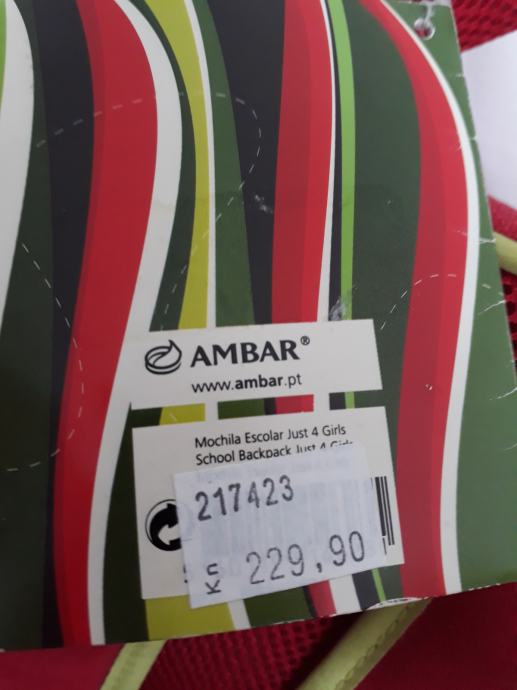 AMBAR®
www.ambar.pt
Mochila Escolar Just 4 Girls
School Backpack Just 4 Girls
217423
Kn 229,90